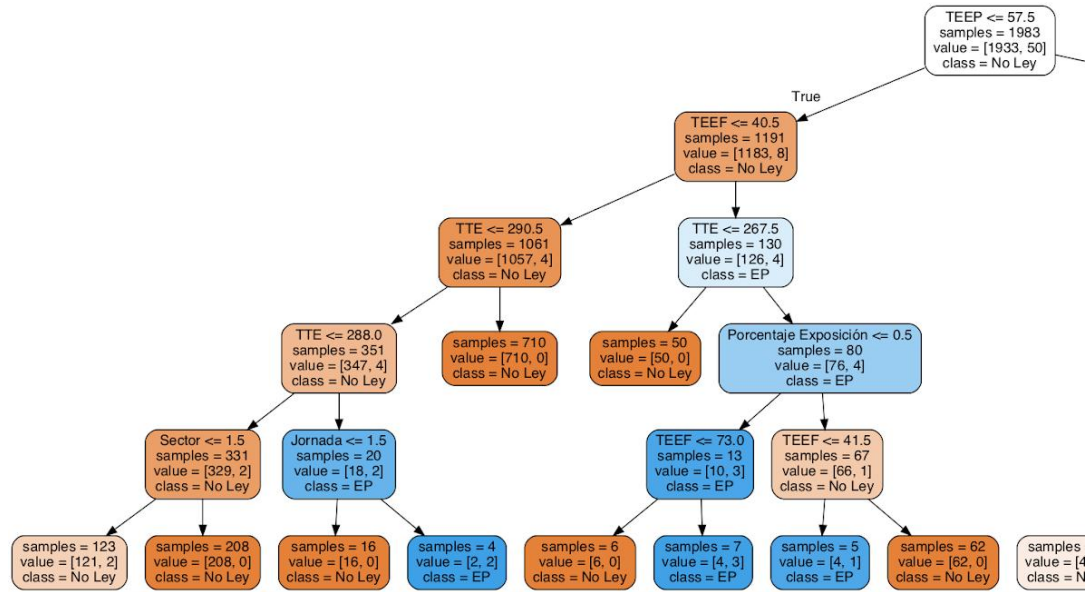 TEEP <= 57.5
samples = 1983
value = [1933, 50]
class = No Ley
True
TEEF <= 40.5
samples = 1191
value = [1183, 8]
class = No Ley
TTE <= 290.5
samples = 1061
value = [1057, 4]
class = No Ley
TTE <= 267.5
samples = 130
value = [126, 4]
class = EP
TTE <= 288.0
samples = 351
value = [347, 4]
class = No Ley
samples = 710
value = [710, 0]
class = No Ley
samples = 50
value = [50, 0]
class = No Ley
Porcentaje Exposición <= 0.5
samples = 80
value = [76, 4]
class = EP
Sector <= 1.5
samples = 331
value = [329, 2]
class = No Ley
Jornada <= 1.5
samples = 20
value = [18, 2]
class = EP
TEEF <= 73.0
samples = 13
value = [10, 3]
class = EP
TEEF <= 41.5
samples = 67
value = [66, 1]
class = No Ley
samples = 123
value = [121, 2]
class = No Ley
samples = 208
value = [208, 0]
class = No Ley
samples = 16
value = [16, 0]
class = No Ley
samples = 4
value = [2, 2]
class = EP
samples = 6
value = [6, 0]
class = No Ley
samples = 7
value = [4, 3]
class = EP
samples = 5
value = [4, 1]
class = EP
samples = 62
value = [62, 0]
class = No Ley
samples
value = [4
class = N